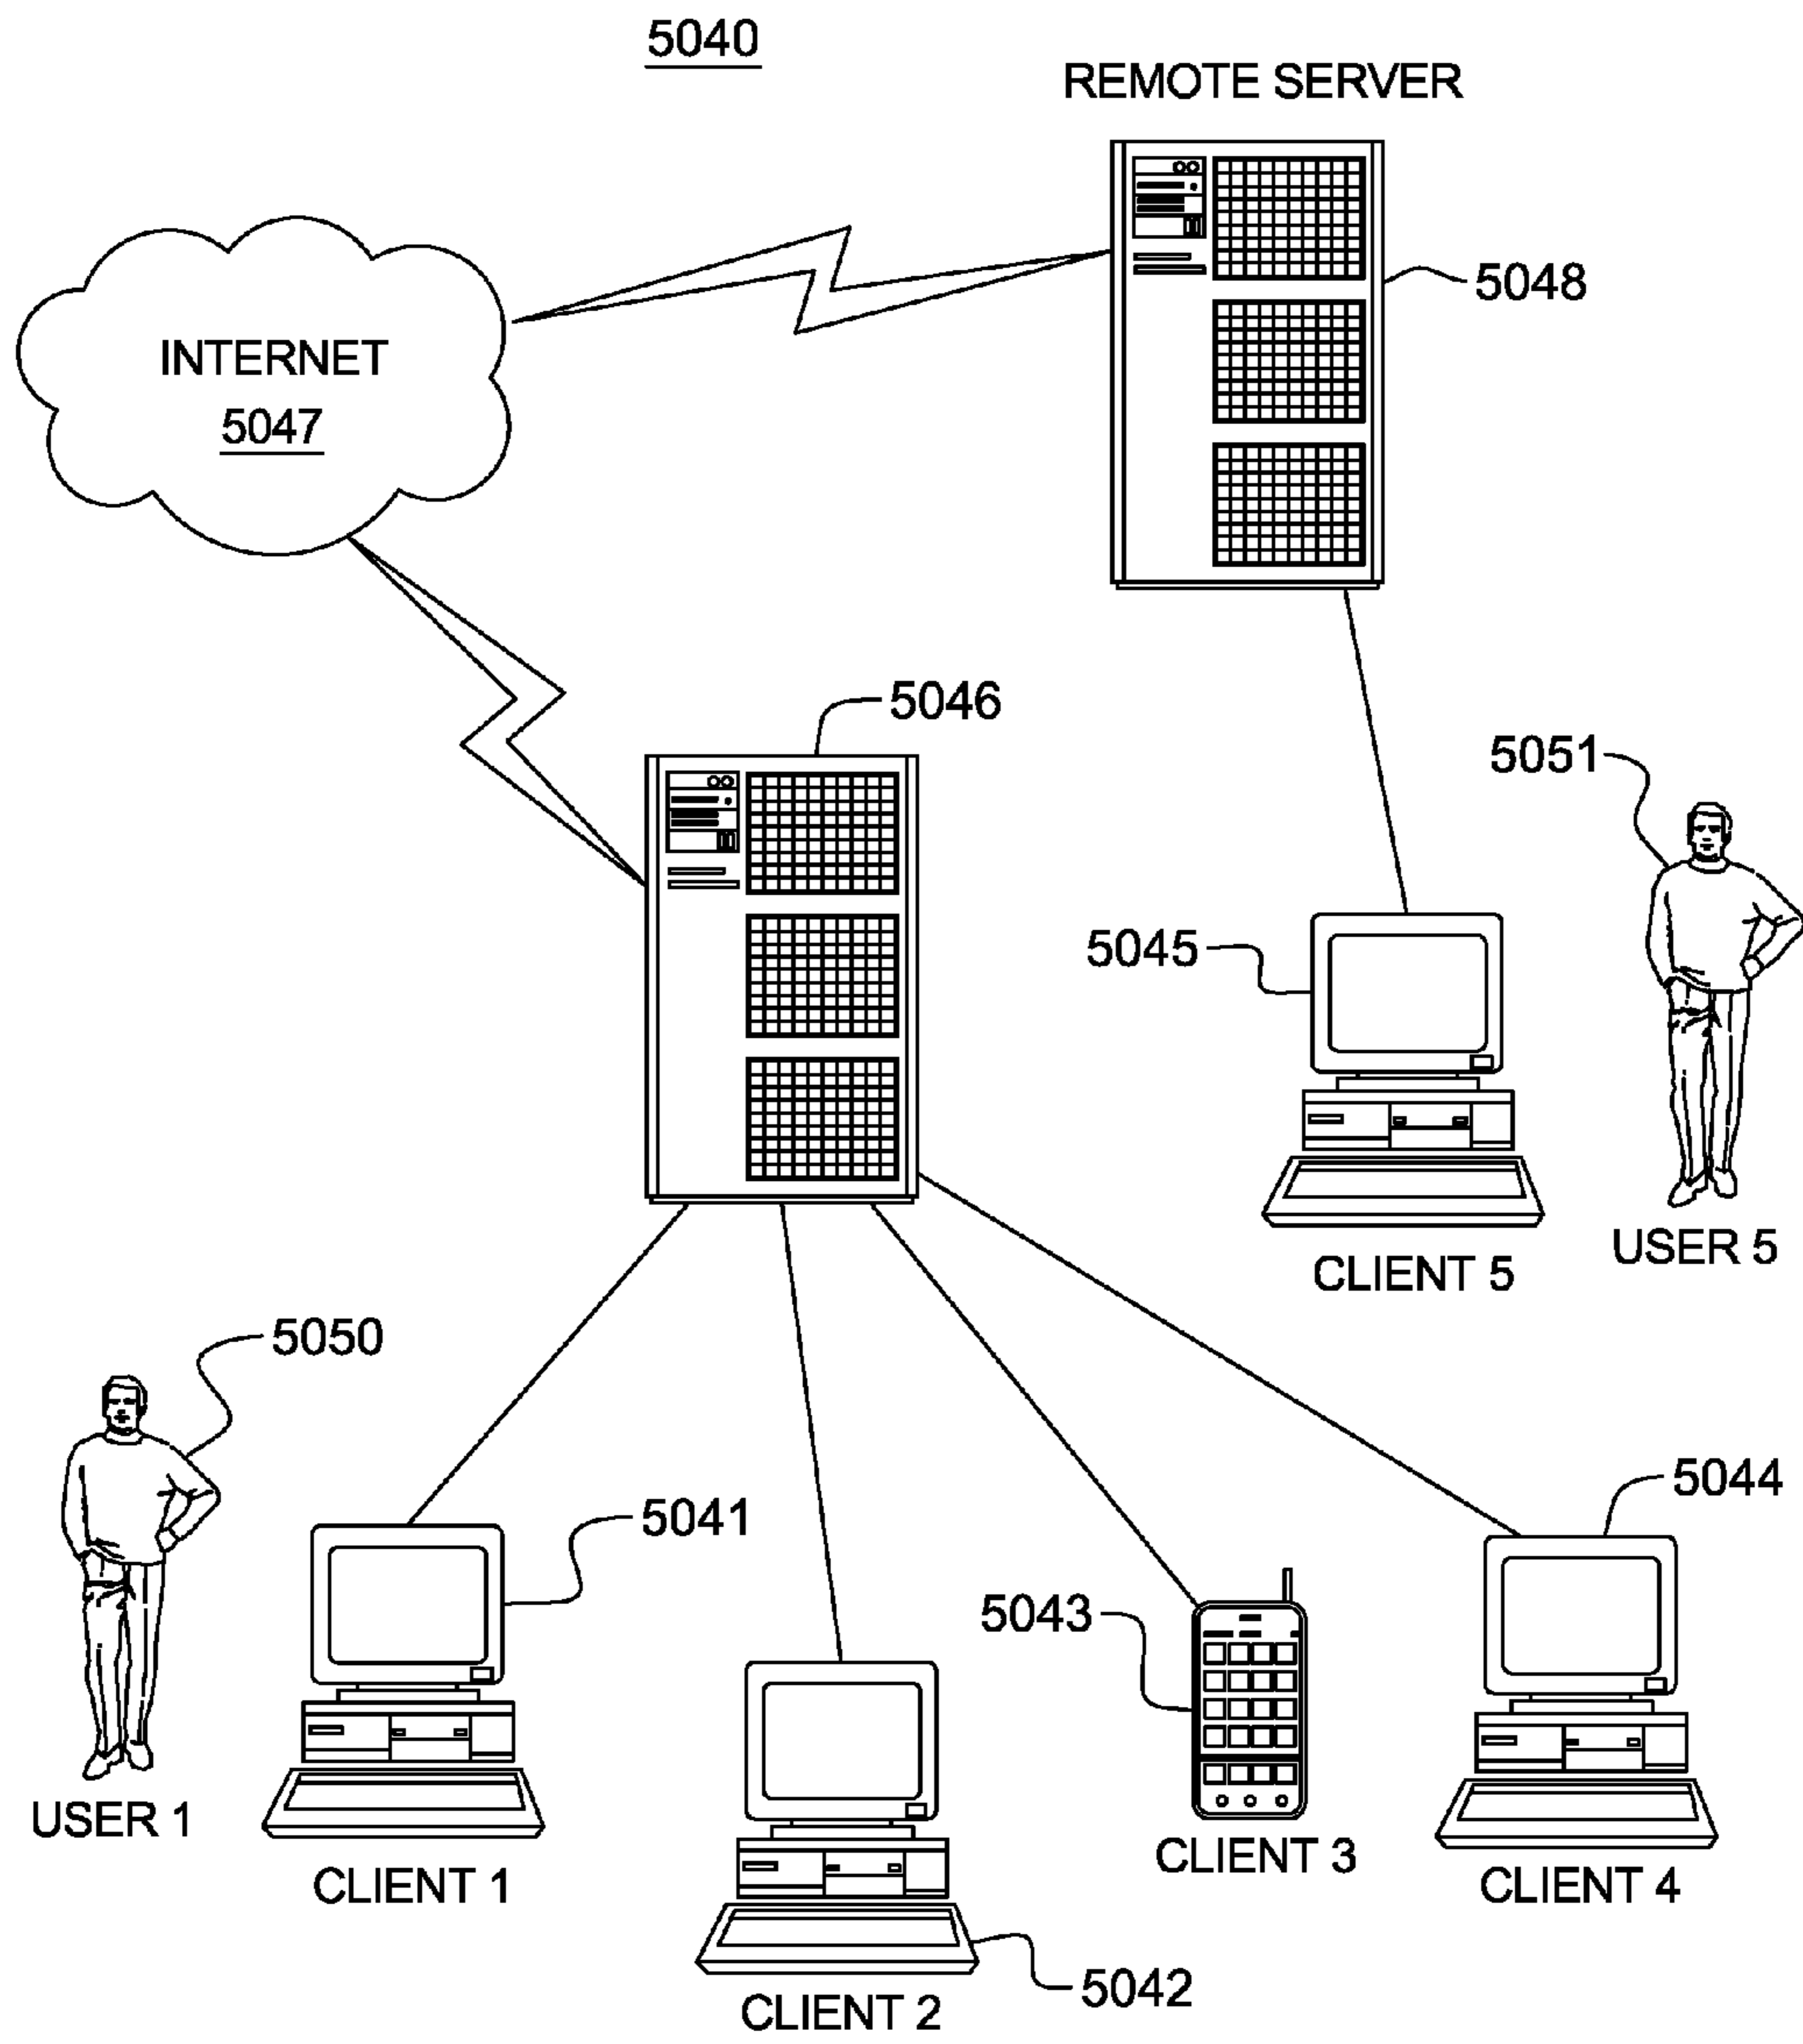 5040
REMOTE SERVER
5048
INTERNET
5047
5046
5051
5045
USER 5
CLIENT 5
5050
5044
5041
5043
USER 1
CLIENT 3
CLIENT 1
CLIENT 4
5042
CLIENT 2